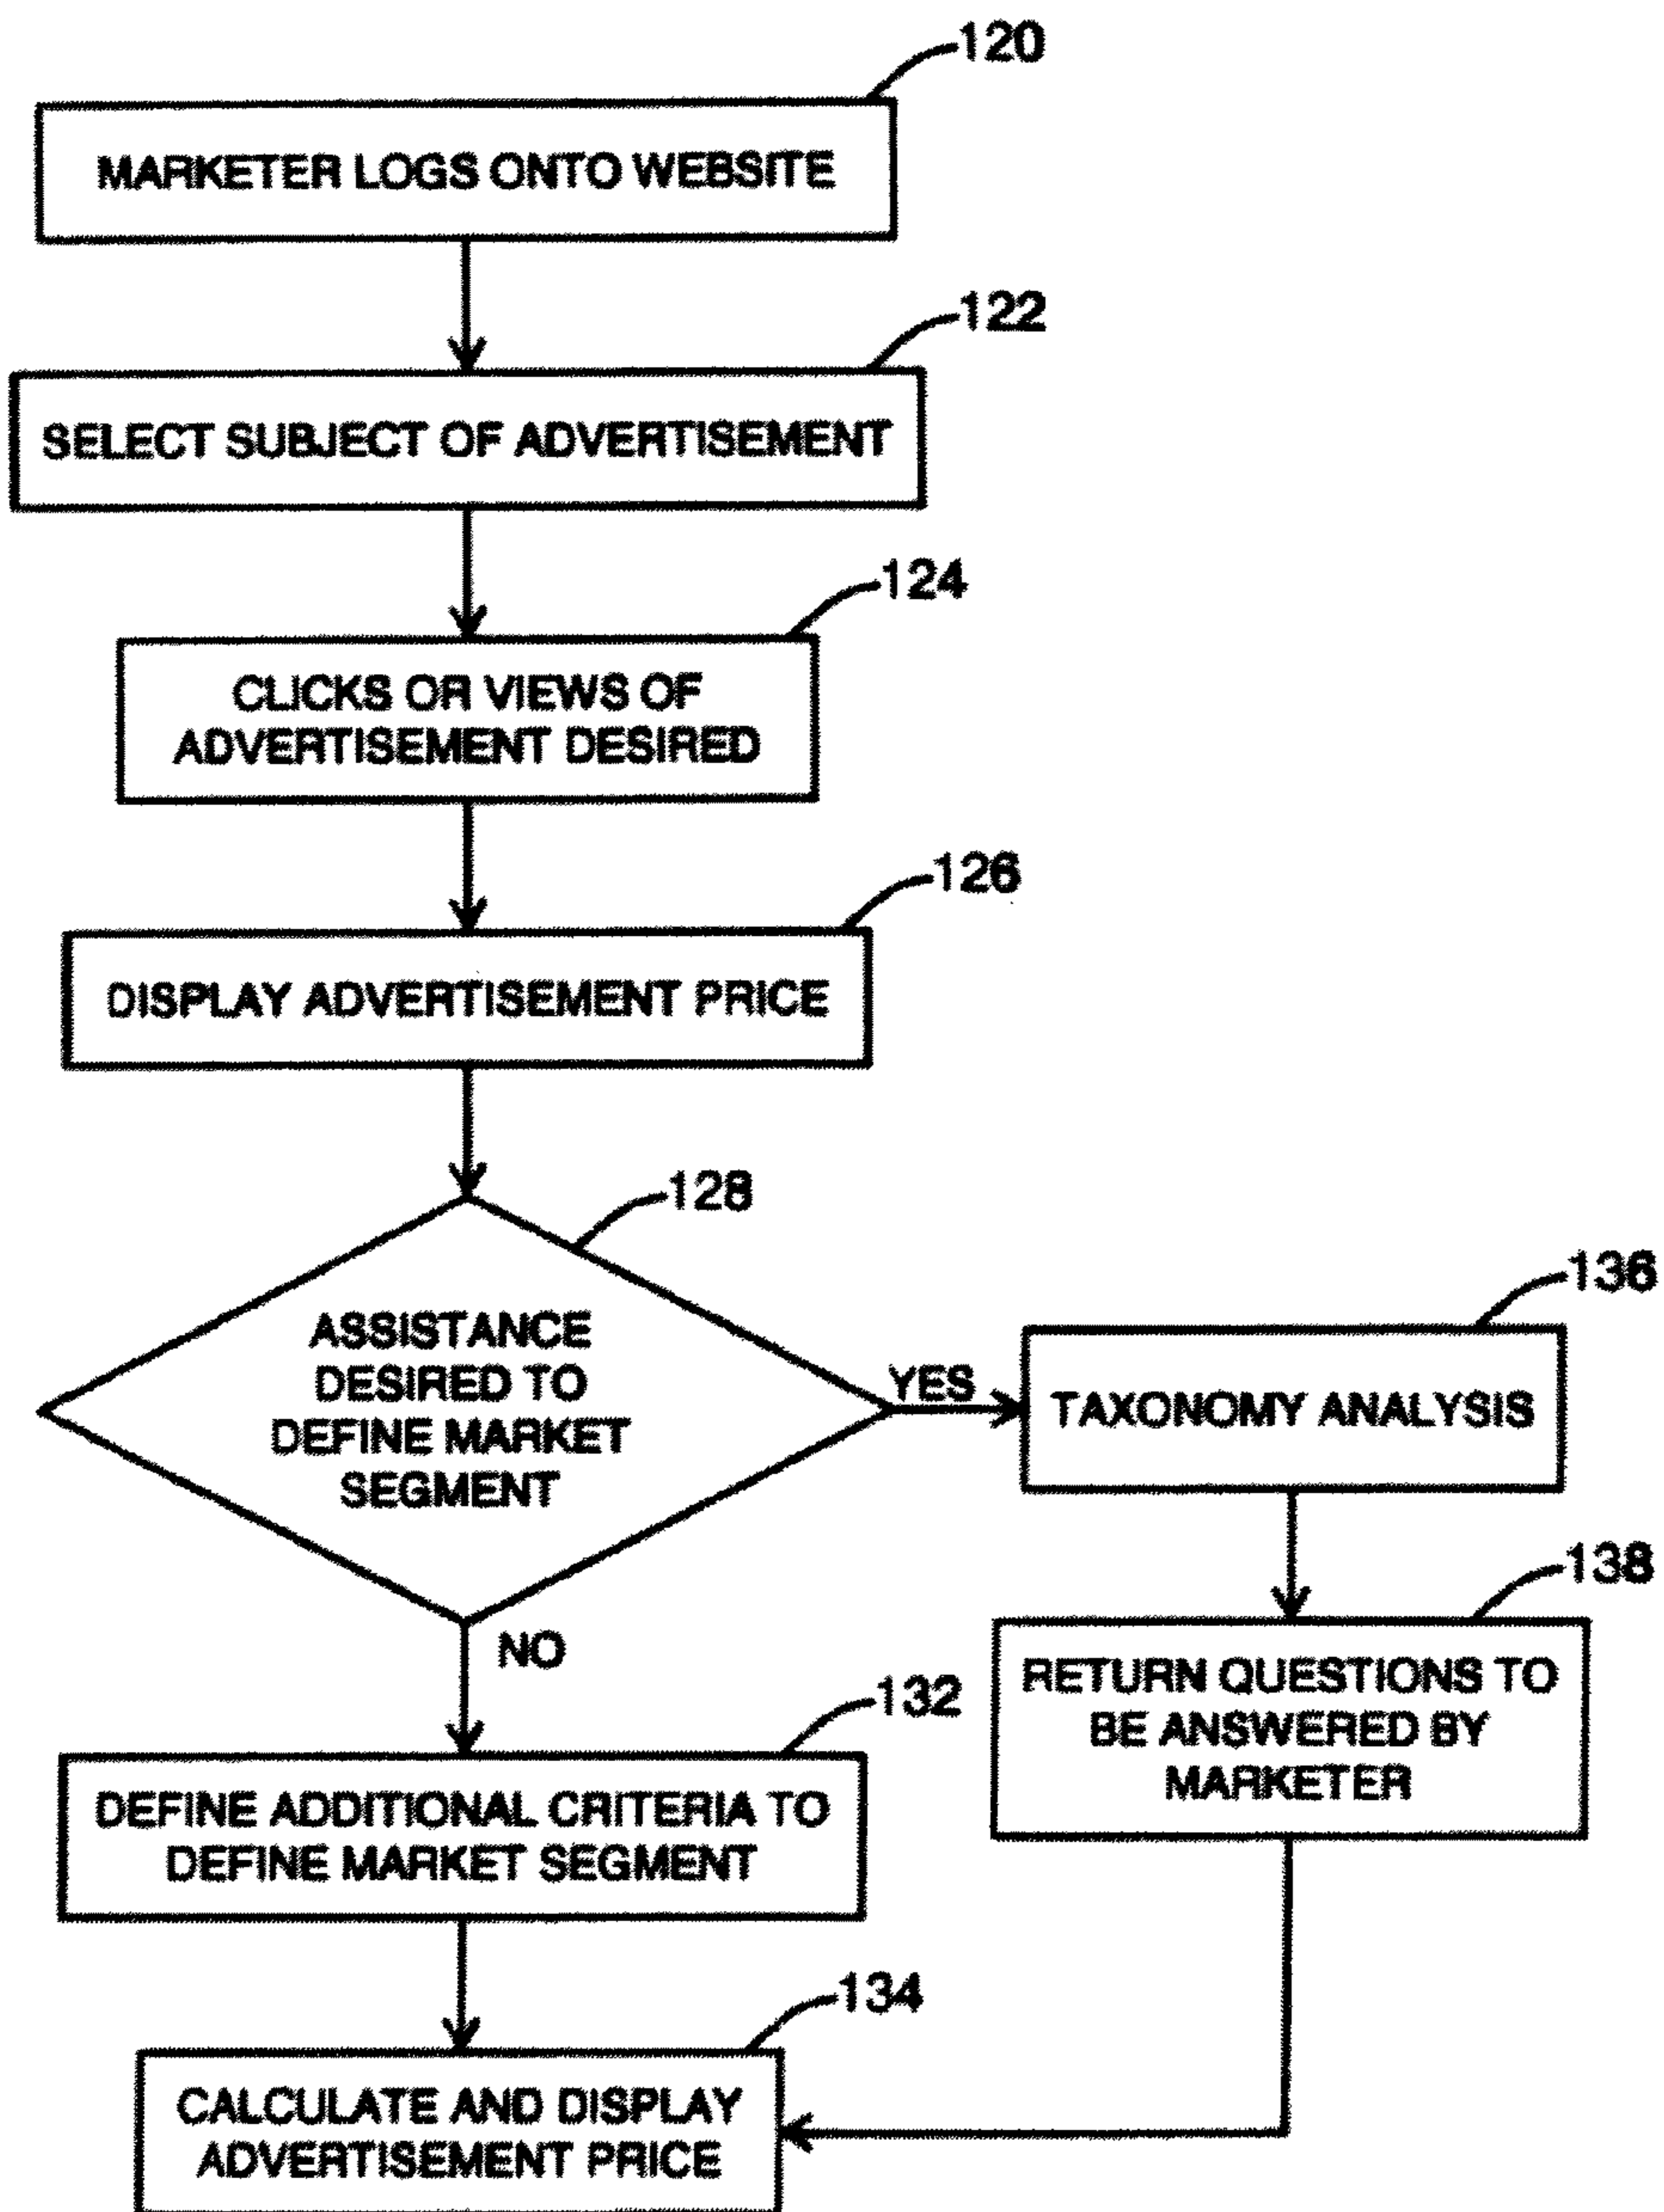 120
MARKETER LOGS ONTO WEBSITE
122
SELECT SUBJECT OF ADVERTISEMENT
124
CLICKS OR VIEWS OF
ADVERTISEMENT DESIRED
126
DISPLAY ADVERTISEMENT PRICE
128
ASSISTANCE
DESIRED TO
DEFINE MARKET
SEGMENT
YES
136
TAXONOMY ANALYSIS
138
RETURN QUESTIONS TO
BE ANSWERED BY
MARKETER
NO
132
DEFINE ADDITIONAL CRITERIA TO
DEFINE MARKET SEGMENT
134
CALCULATE AND DISPLAY
ADVERTISEMENT PRICE